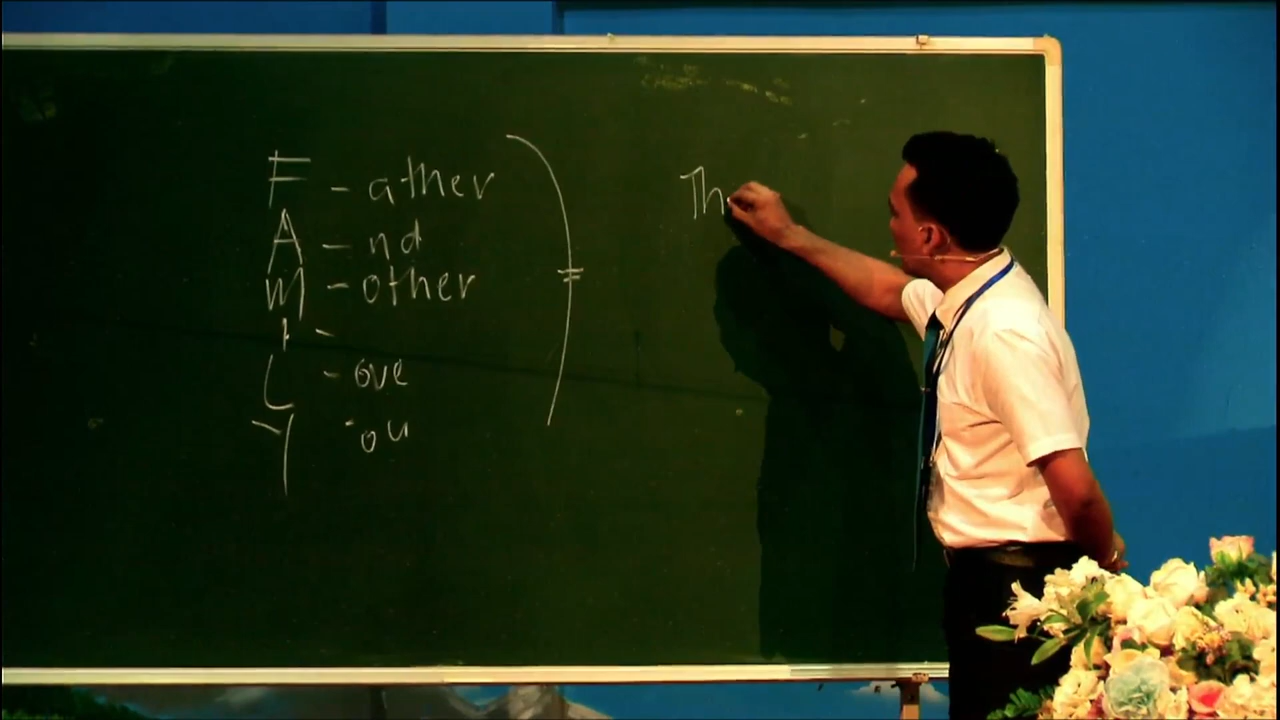 F - ather
A - nd
M - other
I -
L - ove
Y - ou
Th